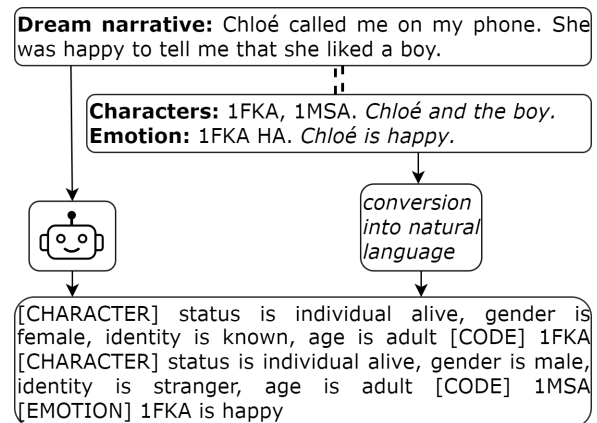 Dream narrative: Chloé called me on my phone. She
was happy to tell me that she liked a boy.
Characters: 1FKA, 1MSA. Chloé and the boy.
Emotion: 1FKA HA. Chloé is happy.
conversion
into natural
language
[CHARACTER] status is individual alive, gender is
female, identity is known, age is adult [CODE] 1FKA
[CHARACTER] status is individual alive, gender is male,
identity is stranger, age is adult [CODE] 1MSA
[EMOTION] 1FKA is happy